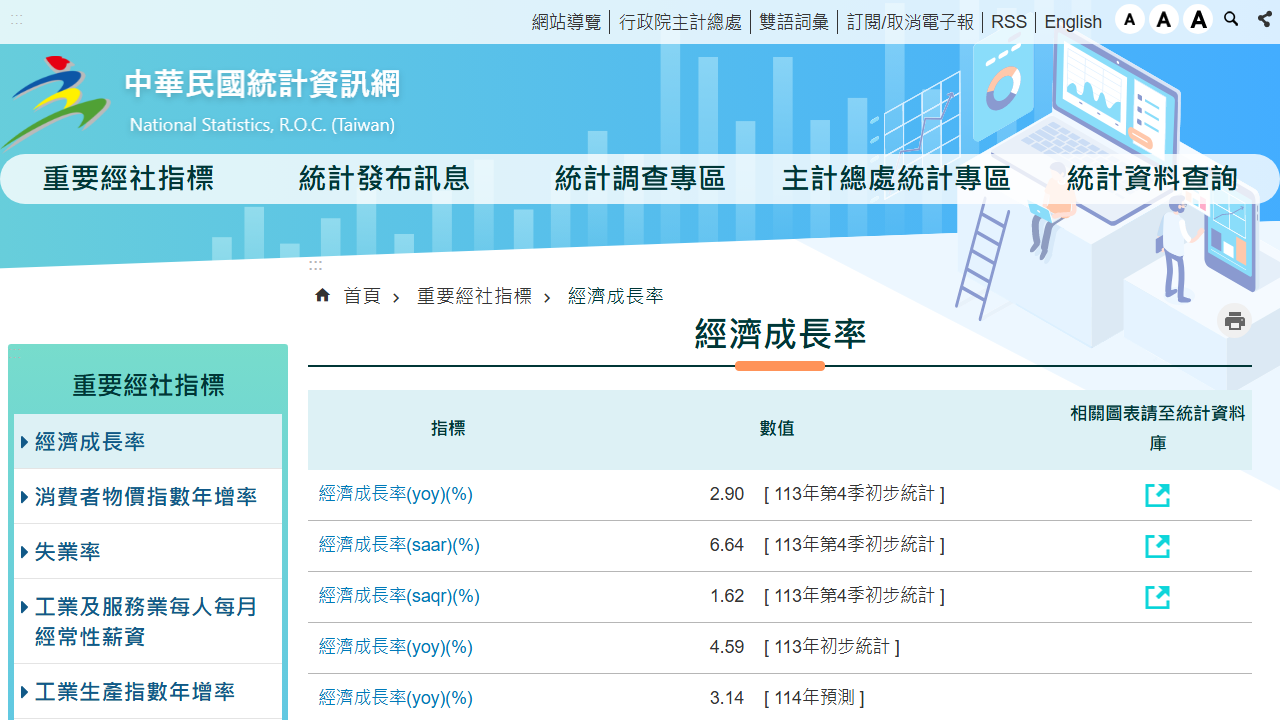 :::
網站導覽 行政院主計總處 雙語詞彙 訂閱/取消電子報 RSS English A A A
中華民國統計資訊網
National Statistics, R.O.C. (Taiwan)
重要經社指標 統計發布訊息 統計調查專區 主計總處統計專區 統計資料查詢
:::
首頁 › 重要經社指標 › 經濟成長率
經濟成長率
重要經社指標
經濟成長率
消費者物價指數年增率
失業率
工業及服務業每人每月
經常性薪資
工業生產指數年增率
指標 數值 相關圖表請至統計資料
庫
經濟成長率(yoy)(%) 2.90 [ 113年第4季初步統計 ]
經濟成長率(saar)(%) 6.64 [ 113年第4季初步統計 ]
經濟成長率(saqr)(%) 1.62 [ 113年第4季初步統計 ]
經濟成長率(yoy)(%) 4.59 [ 113年初步統計 ]
經濟成長率(yoy)(%) 3.14 [ 114年預測 ]